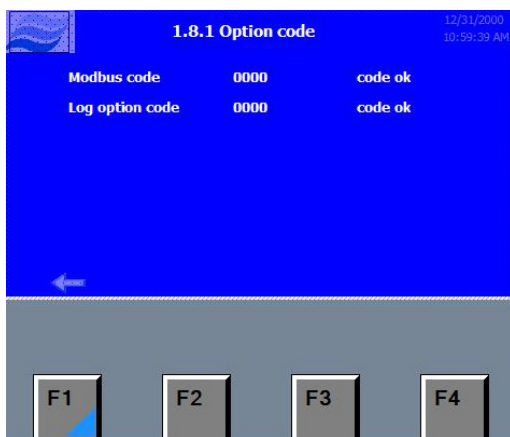 1.8.1 Option code
12/31/2000
10:59:39 AM
Modbus code 0000 code ok
Log option code 0000 code ok
F1 F2 F3 F4